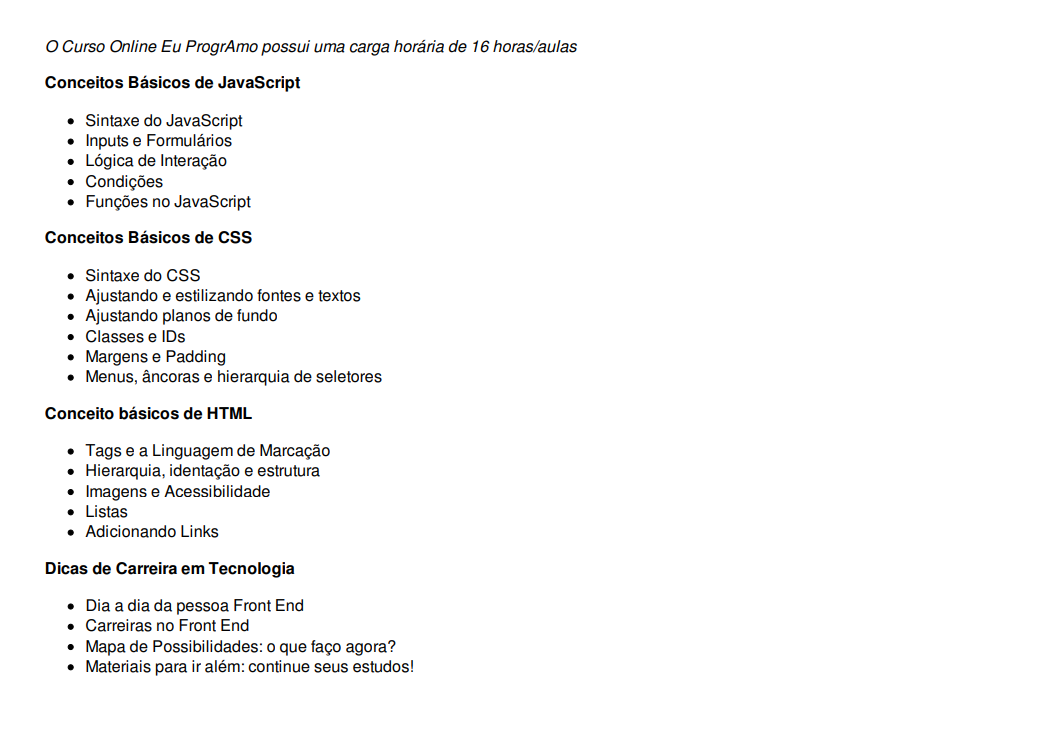 O Curso Online Eu ProgrAmo possui uma carga horária de 16 horas/aulas
Conceitos Básicos de JavaScript
• Sintaxe do JavaScript
• Inputs e Formulários
• Lógica de Interação
• Condições
• Funções no JavaScript
Conceitos Básicos de CSS
• Sintaxe do CSS
• Ajustando e estilizando fontes e textos
• Ajustando planos de fundo
• Classes e IDs
• Margens e Padding
• Menus, âncoras e hierarquia de seletores
Conceito básicos de HTML
• Tags e a Linguagem de Marcação
• Hierarquia, identação e estrutura
• Imagens e Acessibilidade
• Listas
• Adicionando Links
Dicas de Carreira em Tecnologia
• Dia a dia da pessoa Front End
• Carreiras no Front End
• Mapa de Possibilidades: o que faço agora?
• Materiais para ir além: continue seus estudos!